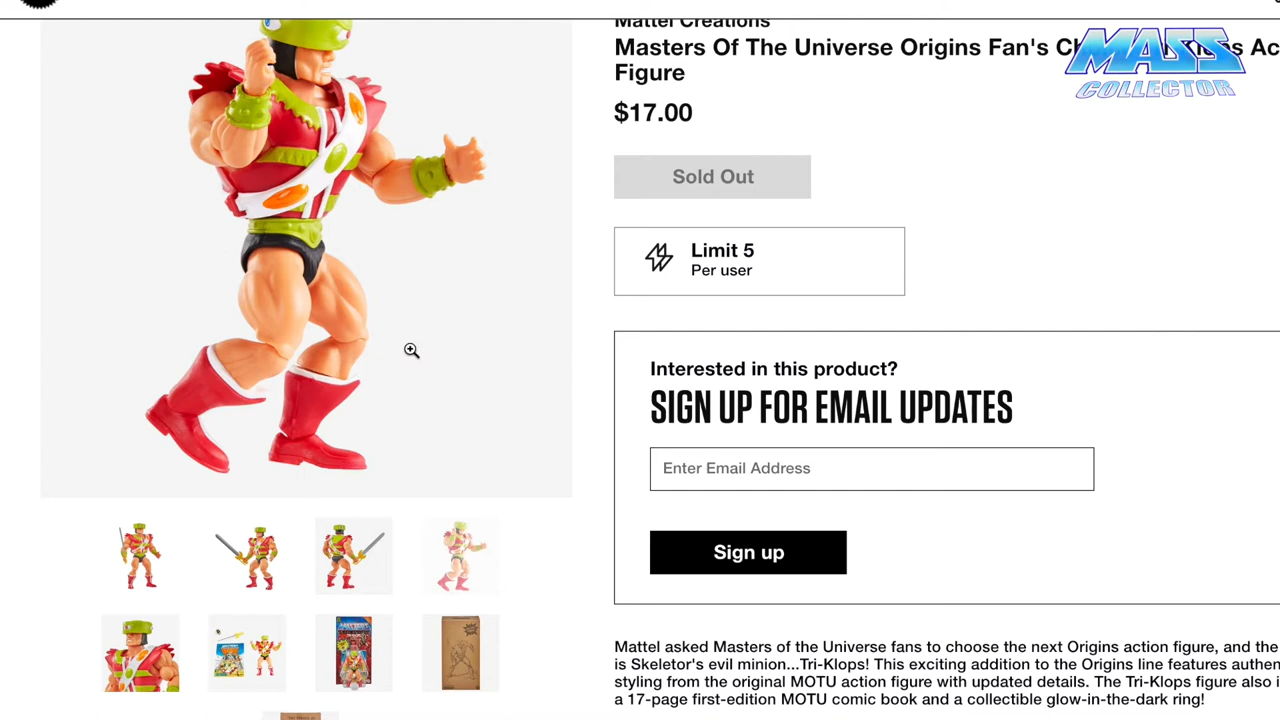 Mattel Creations
Masters Of The Universe Origins Fan's
Figure
MASS
COLLECTOR
$17.00
Sold Out
Limit 5
Per user
Interested in this product?
SIGN UP FOR EMAIL UPDATES
Enter Email Address
Sign up
Mattel asked Masters of the Universe fans to choose the next Origins action figure, and the
is Skeletor's evil minion...Tri-Klops! This exciting addition to the Origins line features
styling from the original MOTU action figure with updated details. The Tri-Klops figure also
a 17-page first-edition MOTU comic book and a collectible glow-in-the-dark ring!